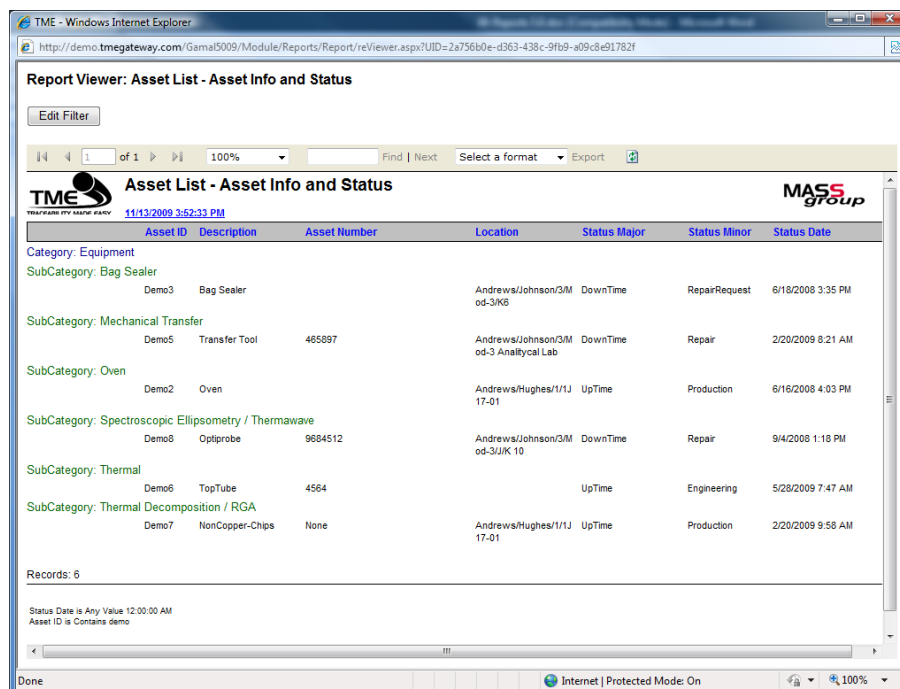 TME - Windows Internet Explorer
http://demo.tmegateway.com/Gamal5009/Module/Reports/Report/reViewer.aspx?UID=2a756b0e-d363-438c-9fb9-a09c8e91782f
Report Viewer: Asset List - Asset Info and Status
Edit Filter
1 of 1 100% Find | Next Select a format Export
TME Asset List - Asset Info and Status MASS group
TRACEABILITY MADE EASY 11/13/2009 3:52:33 PM
Asset ID Description Asset Number Location Status Major Status Minor Status Date
Category: Equipment
SubCategory: Bag Sealer
Demo3 Bag Sealer Andrews/Johnson/3/M DownTime RepairRequest 6/18/2008 3:35 PM
od-3/K6
SubCategory: Mechanical Transfer
Demo5 Transfer Tool 465897 Andrews/Johnson/3/M DownTime Repair 2/20/2009 8:21 AM
od-3 Analitycal Lab
SubCategory: Oven
Demo2 Oven Andrews/Hughes/1/1J UpTime Production 6/16/2008 4:03 PM
17-01
SubCategory: Spectroscopic Ellipsometry / Thermawave
Demo8 Optiprobe 9684512 Andrews/Johnson/3/M DownTime Repair 9/4/2008 1:18 PM
od-3/J/K 10
SubCategory: Thermal
Demo6 TopTube 4564 UpTime Engineering 5/28/2009 7:47 AM
SubCategory: Thermal Decomposition / RGA
Demo7 NonCopper-Chips None Andrews/Hughes/1/1J UpTime Production 2/20/2009 9:58 AM
17-01
Records: 6
Status Date is Any Value 12:00:00 AM
Asset ID is Contains demo
Done Internet | Protected Mode: On 100%